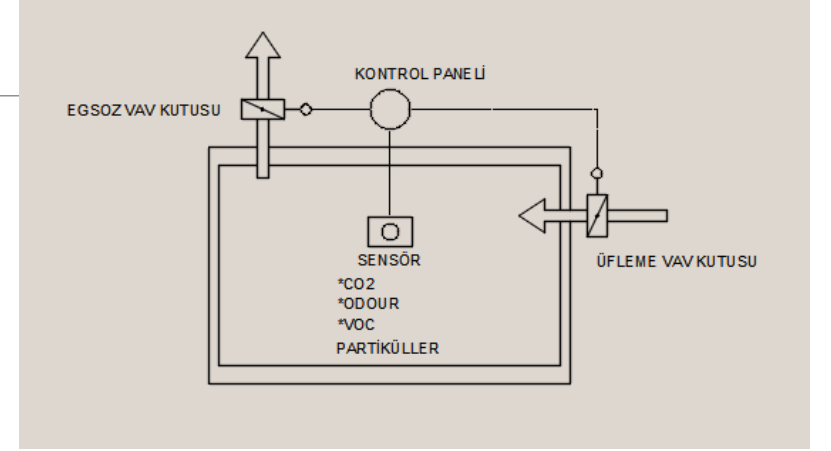 KONTROL PANELİ
EGSOZ VAV KUTUSU
SENSÖR
ÜFLEME VAV KUTUSU
*CO2
*ODOUR
*VOC
PARTİKÜLLER